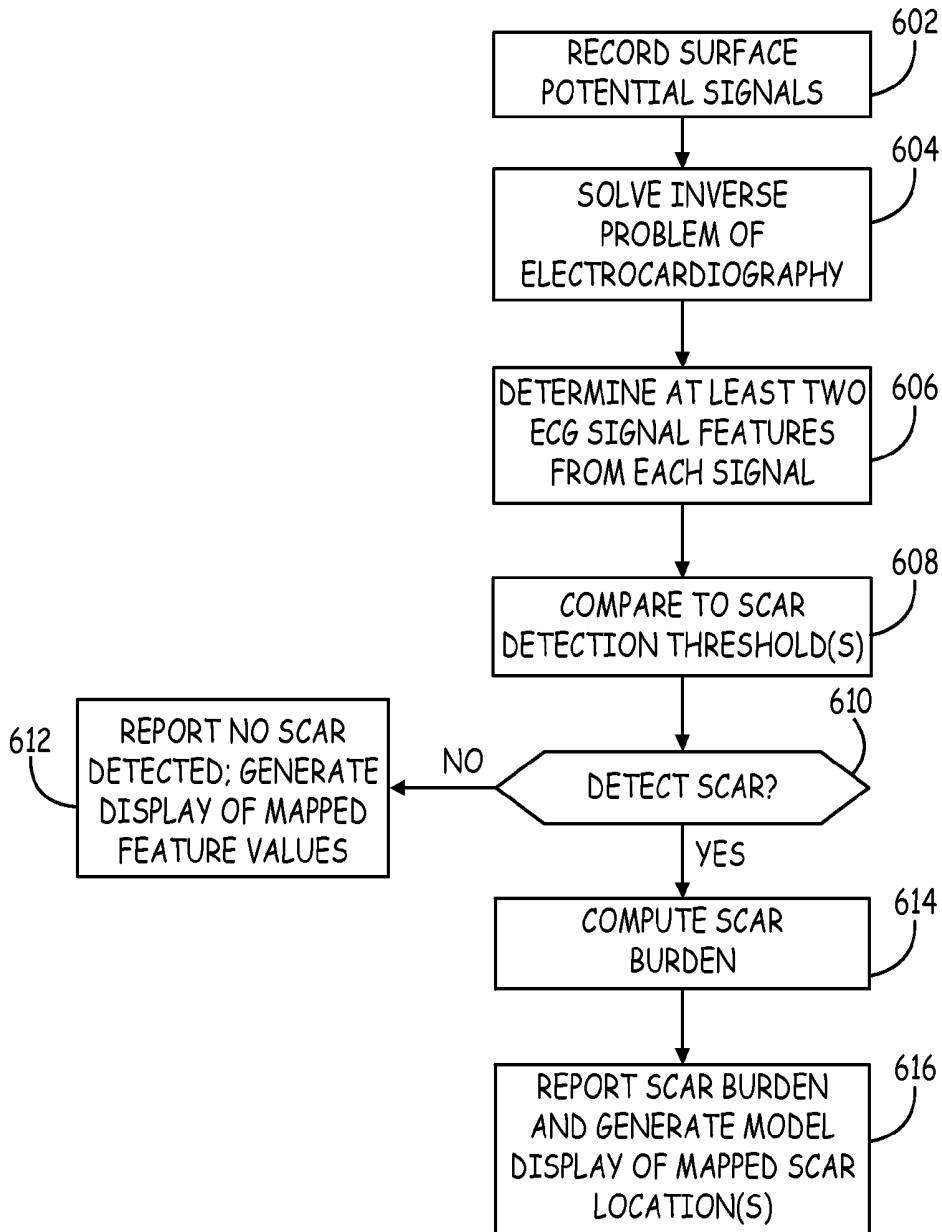 602
RECORD SURFACE
POTENTIAL SIGNALS
604
SOLVE INVERSE
PROBLEM OF
ELECTROCARDIOGRAPHY
606
DETERMINE AT LEAST TWO
ECG SIGNAL FEATURES
FROM EACH SIGNAL
608
COMPARE TO SCAR
DETECTION THRESHOLD(S)
610
DETECT SCAR?
NO
612
REPORT NO SCAR
DETECTED; GENERATE
DISPLAY OF MAPPED
FEATURE VALUES
YES
614
COMPUTE SCAR
BURDEN
616
REPORT SCAR BURDEN
AND GENERATE MODEL
DISPLAY OF MAPPED SCAR
LOCATION(S)